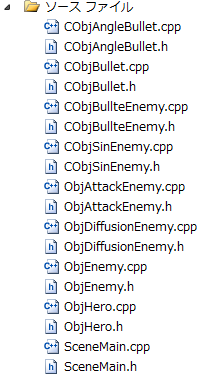 ソース ファイル
CObjAngleBullet.cpp
CObjAngleBullet.h
CObjBullet.cpp
CObjBullet.h
CObjBullteEnemy.cpp
CObjBullteEnemy.h
CObjSinEnemy.cpp
CObjSinEnemy.h
ObjAttackEnemy.cpp
ObjAttackEnemy.h
ObjDiffusionEnemy.cpp
ObjDiffusionEnemy.h
ObjEnemy.cpp
ObjEnemy.h
ObjHero.cpp
ObjHero.h
SceneMain.cpp
SceneMain.h